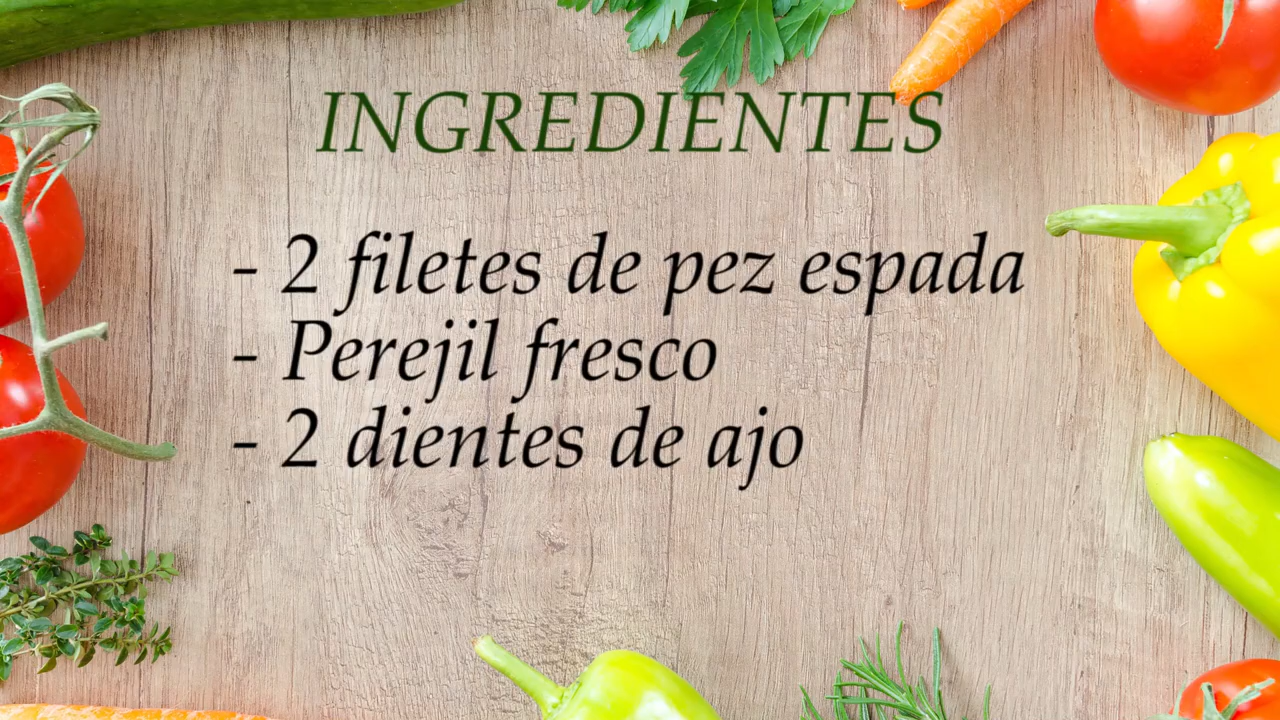 INGREDIENTES
- 2 filetes de pez espada
- Perejil fresco
- 2 dientes de ajo